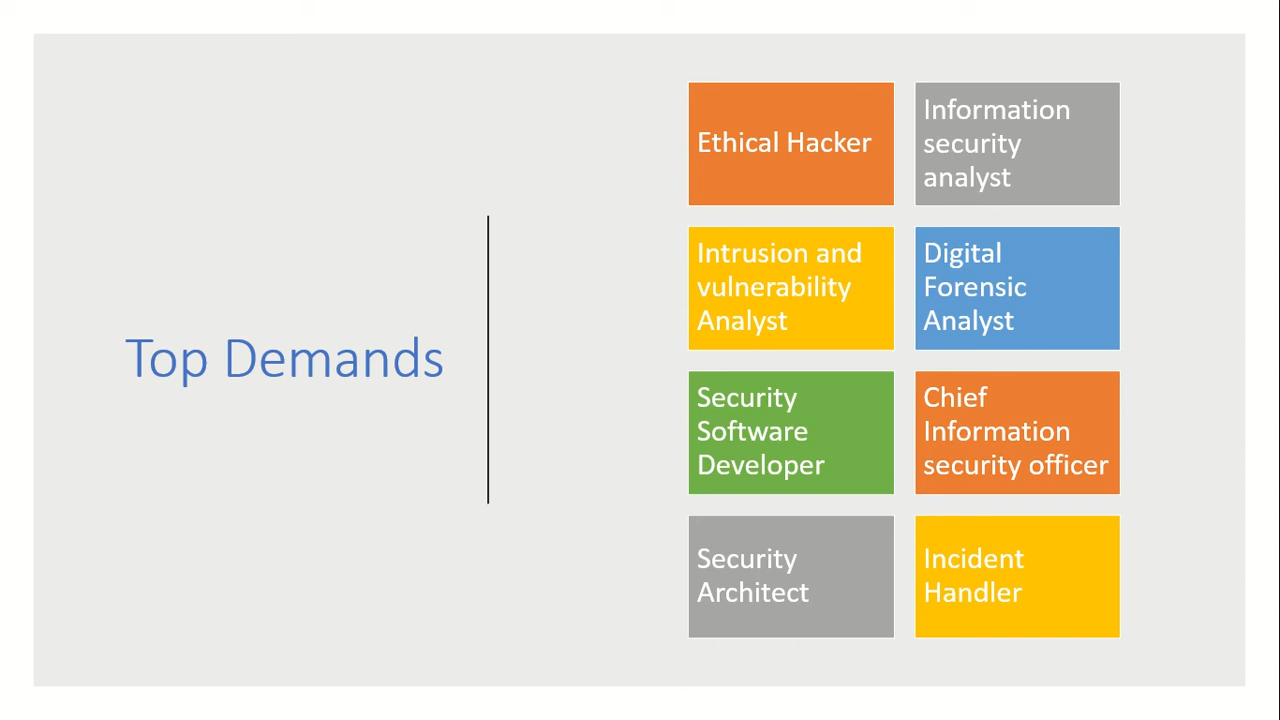 Top Demands
Ethical Hacker
Information
security
analyst
Intrusion and
vulnerability
Analyst
Digital
Forensic
Analyst
Security
Software
Developer
Chief
Information
security officer
Security
Architect
Incident
Handler